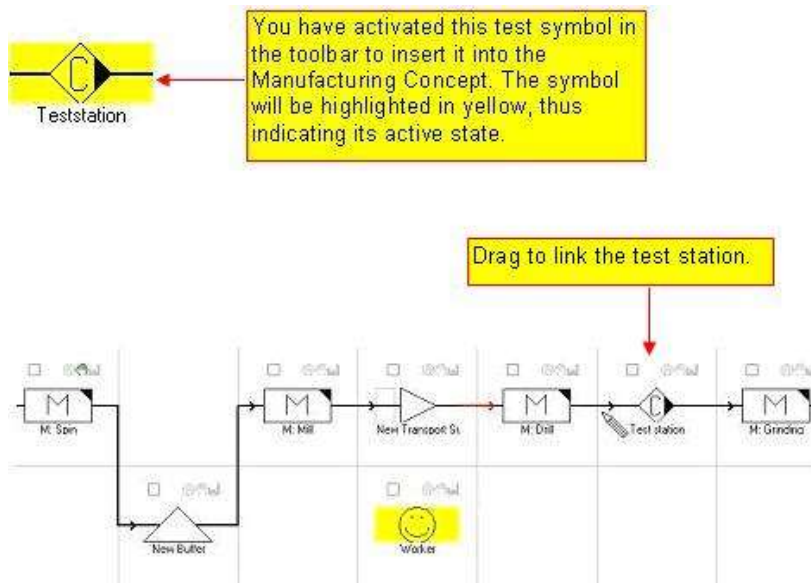 You have activated this test symbol in
the toolbar to insert it into the
Manufacturing Concept. The symbol
will be highlighted in yellow, thus
indicating its active state.
C
Teststation
Drag to link the test station.
M
M: Spin
M
M: Mill
New Transport
M
M: Drill
C
Test station
M
M: Grinding
New Buffer
Worker